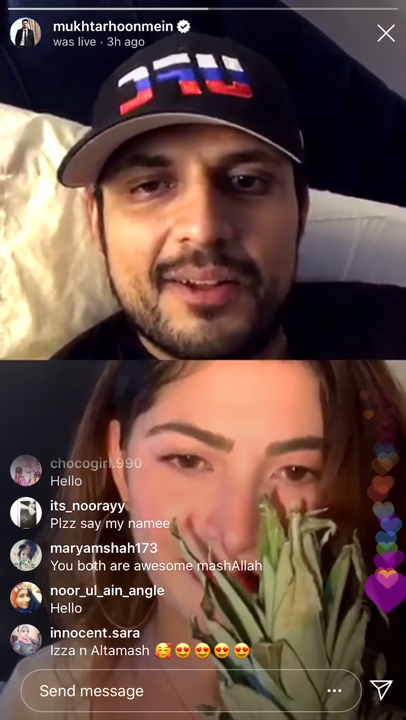 mukhtarhoonmein
was live · 3h ago
chocogirl.990
Hello
its_noorayy
Plzz say my namee
maryamshah173
You both are awesome mashAllah
noor_ul_ain_angle
Hello
innocent.sara
Izza n Altamash 🥰😍😍😍😍
Send message